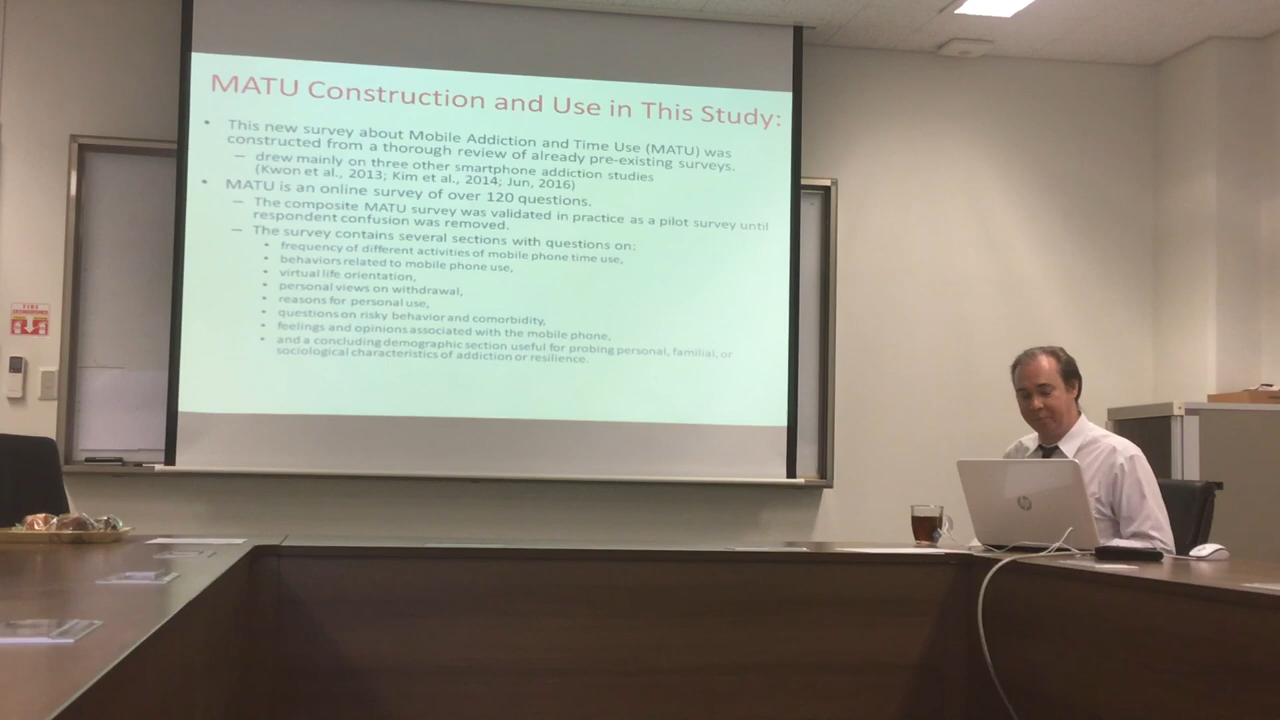 MATU Construction and Use in This Study:
• This new survey about Mobile Addiction and Time Use (MATU) was
constructed from a thorough review of already pre-existing surveys.
– drew mainly on three other smartphone addiction studies
(Kwon et al., 2013; Kim et al., 2014; Jun, 2016)
• MATU is an online survey of over 120 questions.
– The composite MATU survey was validated in practice as a pilot survey until
respondent confusion was removed.
– The survey contains several sections with questions on:
• frequency of different activities of mobile phone time use,
• behaviors related to mobile phone use,
• virtual life orientation,
• personal views on withdrawal,
• reasons for personal use,
• questions on risky behavior and comorbidity,
• feelings and opinions associated with the mobile phone,
• and a concluding demographic section useful for probing personal, familial, or
sociological characteristics of addiction or resilience.
FIRE
EXTINGUISHER
hp